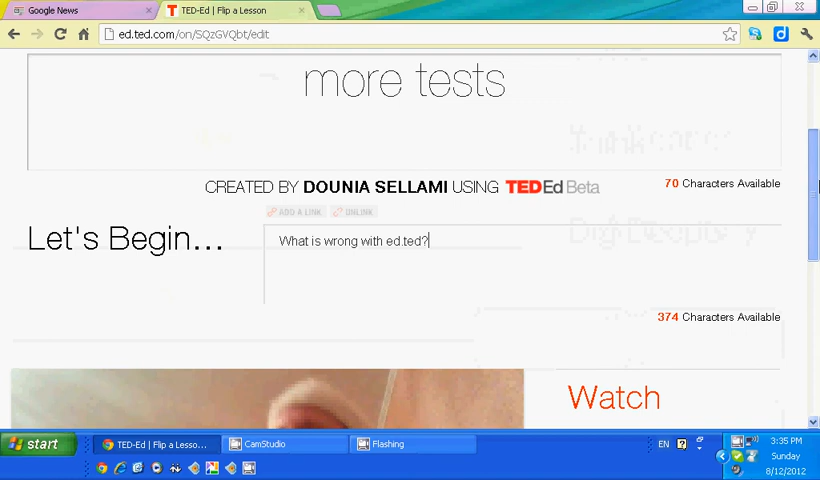 Google News
TED-Ed | Flip a Lesson
ed.ted.com/on/SQzGVQbt/edit
more tests
CREATED BY DOUNIA SELLAMI USING TEDEd Beta
70 Characters Available
ADD A LINK
UNLINK
Let's Begin...
What is wrong with ed.ted?
374 Characters Available
Watch
start
TED-Ed | Flip a Lesso...
CamStudio
Flashing
EN
3:35 PM
Sunday
8/12/2012